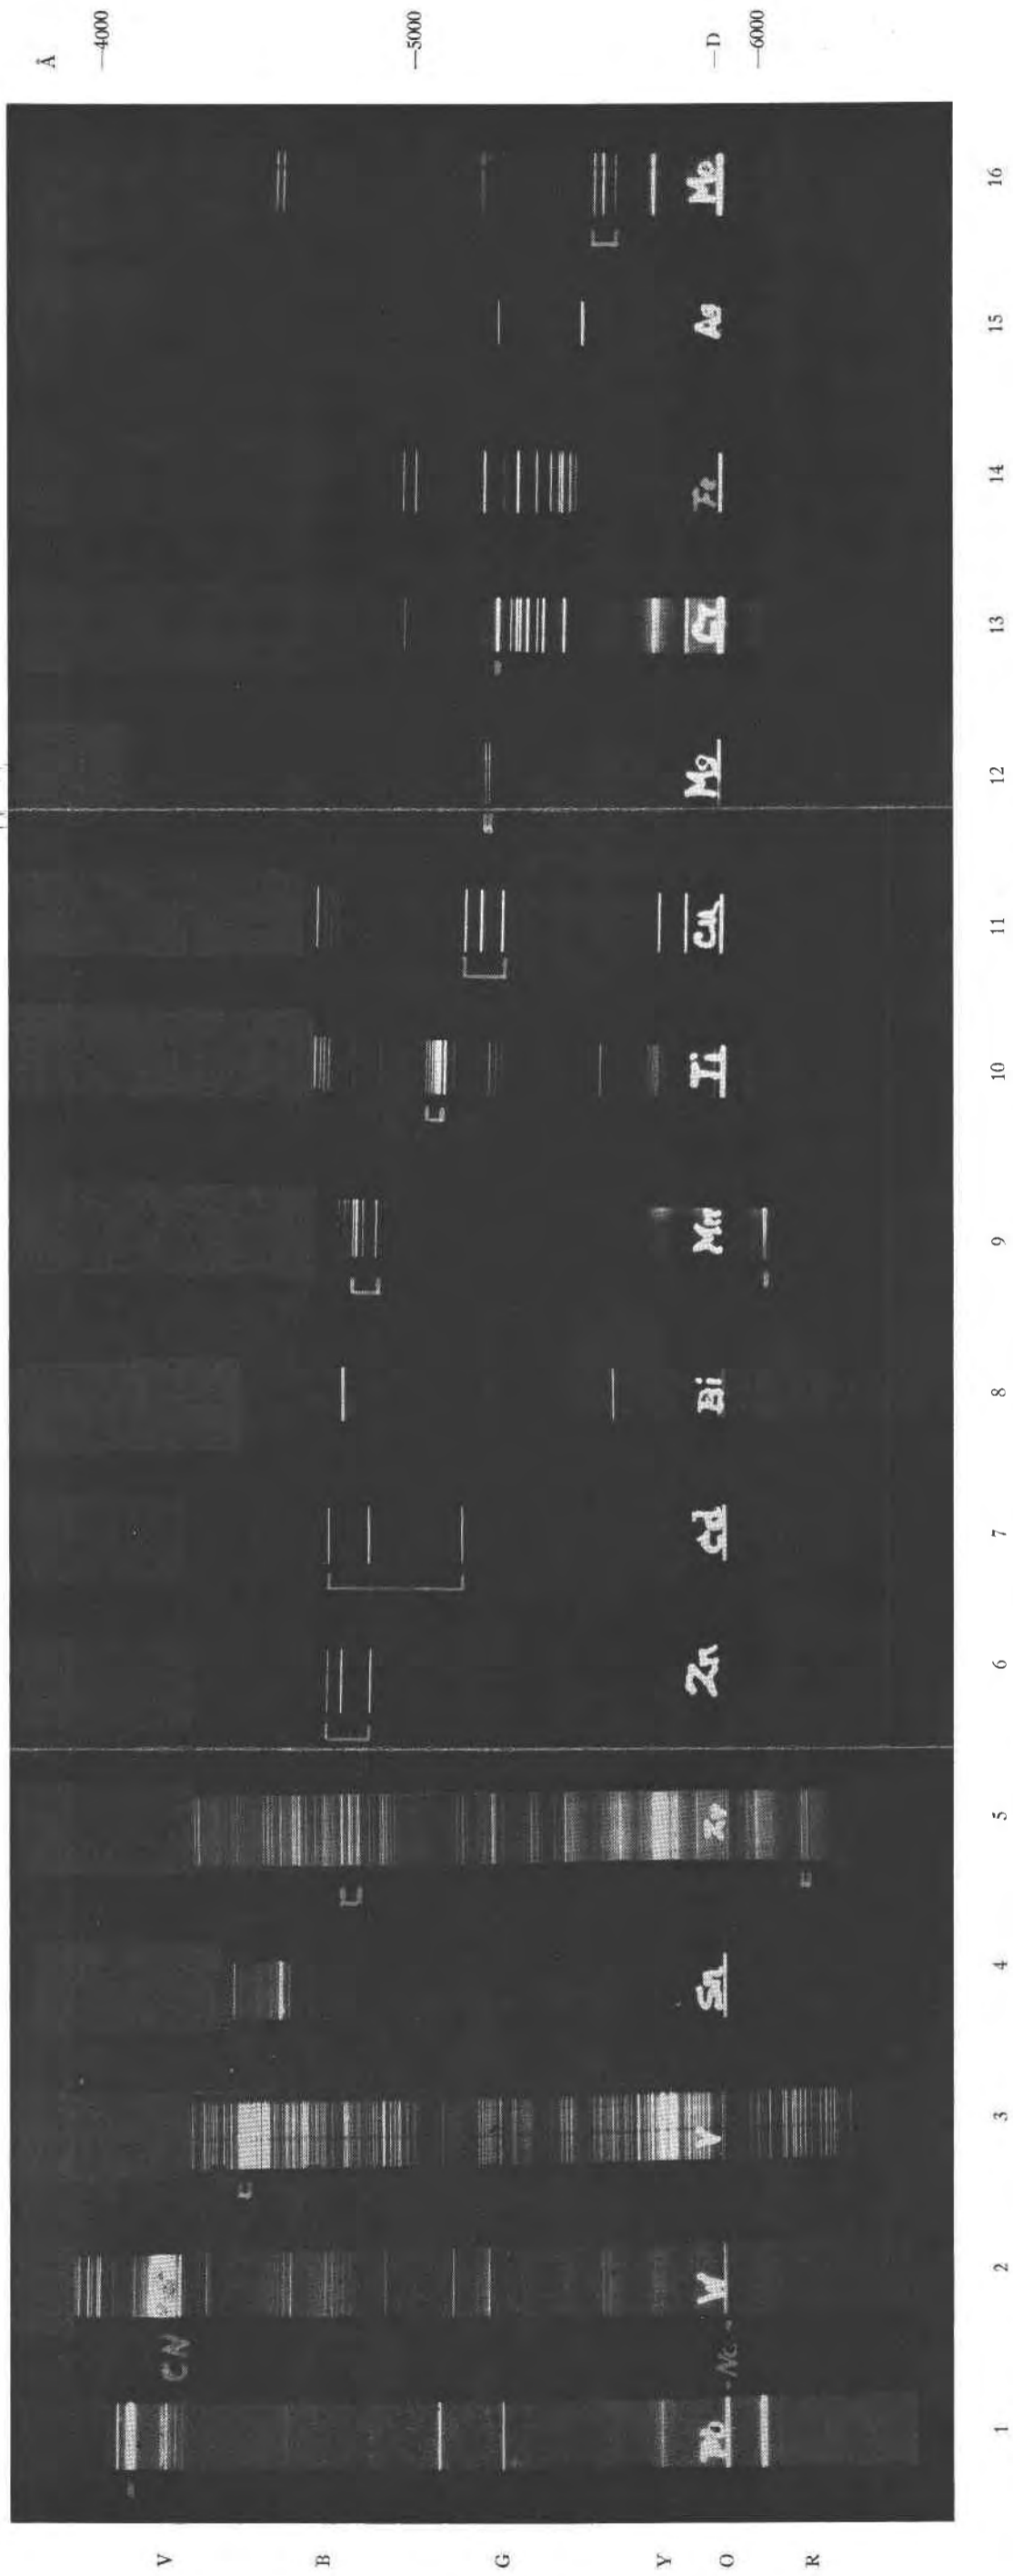 Å
—4000
—5000
—D
—6000
V
B
G
Y
O
R
CN
Pb
-Na-
W
V
Sn
Zr
Zn
Cd
Bi
Mn
Ti
Cu
Mg
Cr
Fe
Ag
Mo
1
2
3
4
5
6
7
8
9
10
11
12
13
14
15
16